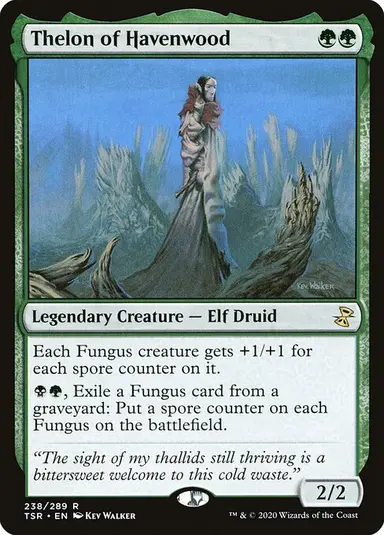 Thelon of Havenwood
Kev Walker
Legendary Creature — Elf Druid
Each Fungus creature gets +1/+1 for
each spore counter on it.
, Exile a Fungus card from a
graveyard: Put a spore counter on each
Fungus on the battlefield.
“The sight of my thallids still thriving is a
bittersweet welcome to this cold waste.”
238/289 R
TSR • EN Kev Walker
2/2
™ & © 2020 Wizards of the Coast